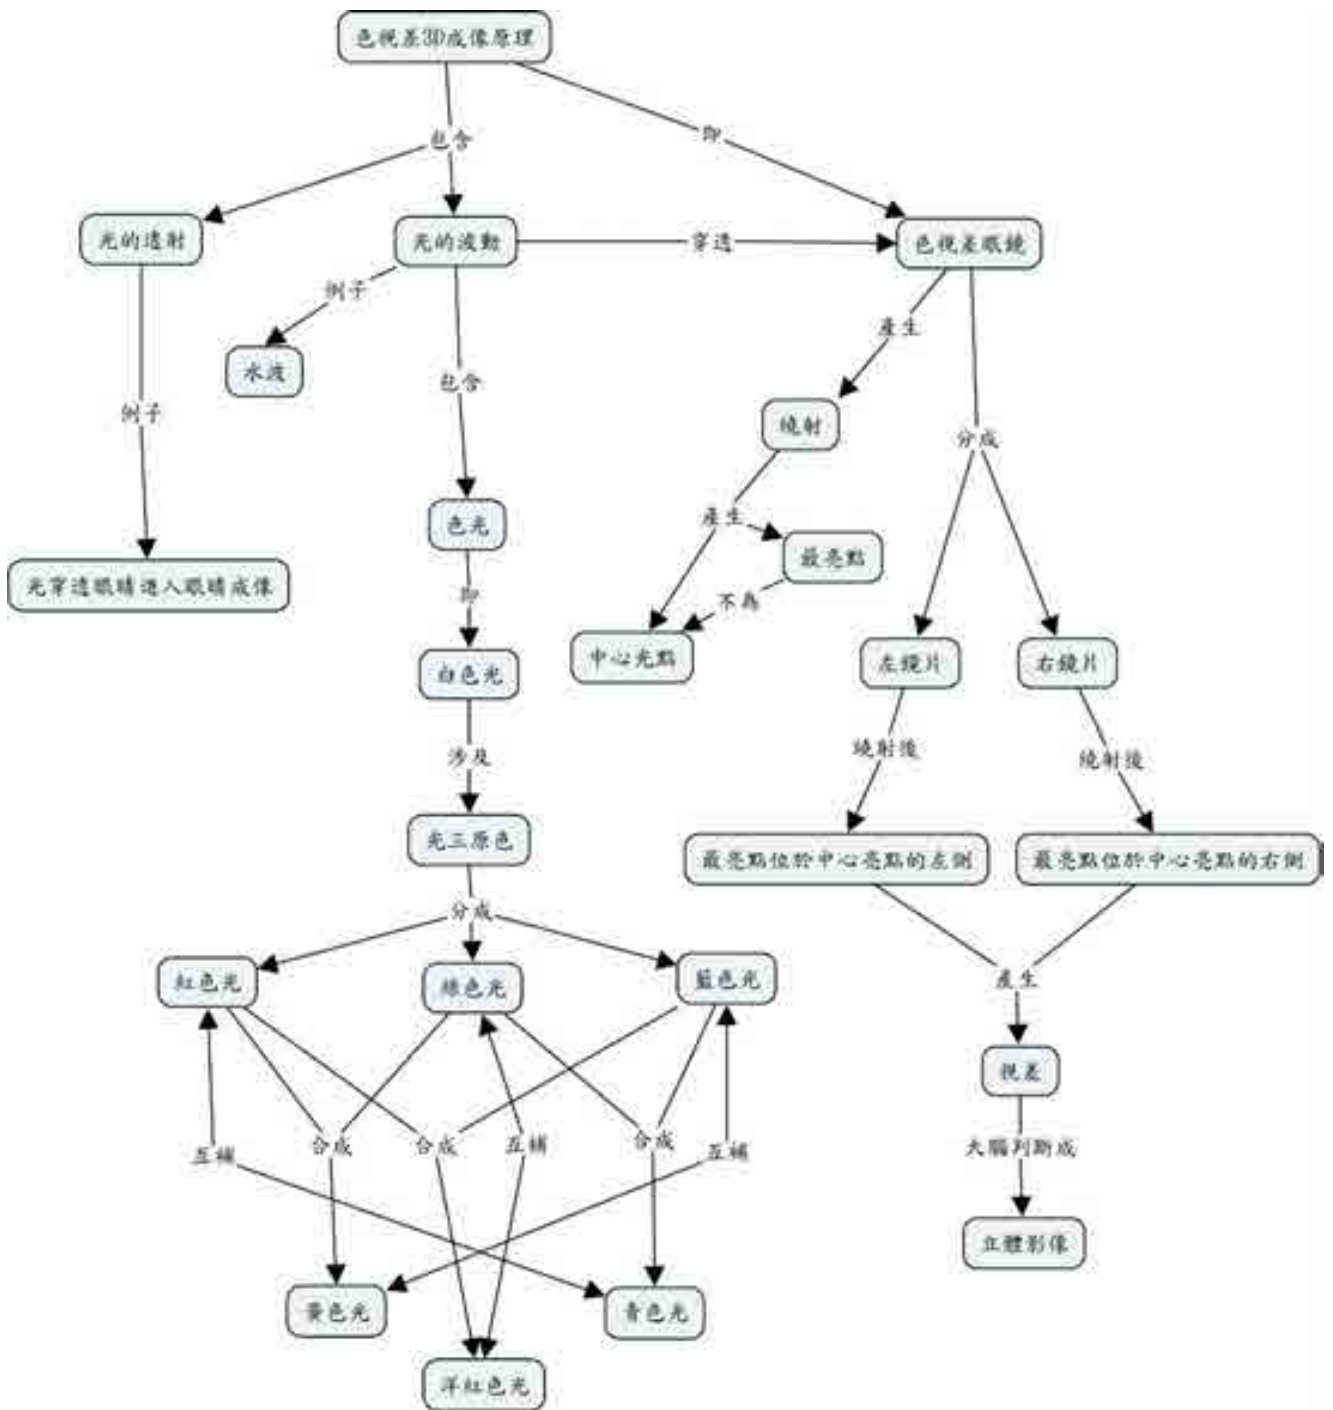 色視差3D成像原理
包含
即
光的透射
光的波動
穿透
色視差眼鏡
例子
產生
水波
包含
例子
繞射
分成
色光
產生
最亮點
光穿透眼睛進入眼睛成像
即
不為
白色光
中心光點
左鏡片
右鏡片
涉及
繞射後
繞射後
光三原色
最亮點位於中心亮點的左側
最亮點位於中心亮點的右側
分成
紅色光
綠色光
藍色光
產生
視差
互補
合成
合成
互補
合成
互補
大腦判斷成
立體影像
黃色光
青色光
洋紅色光